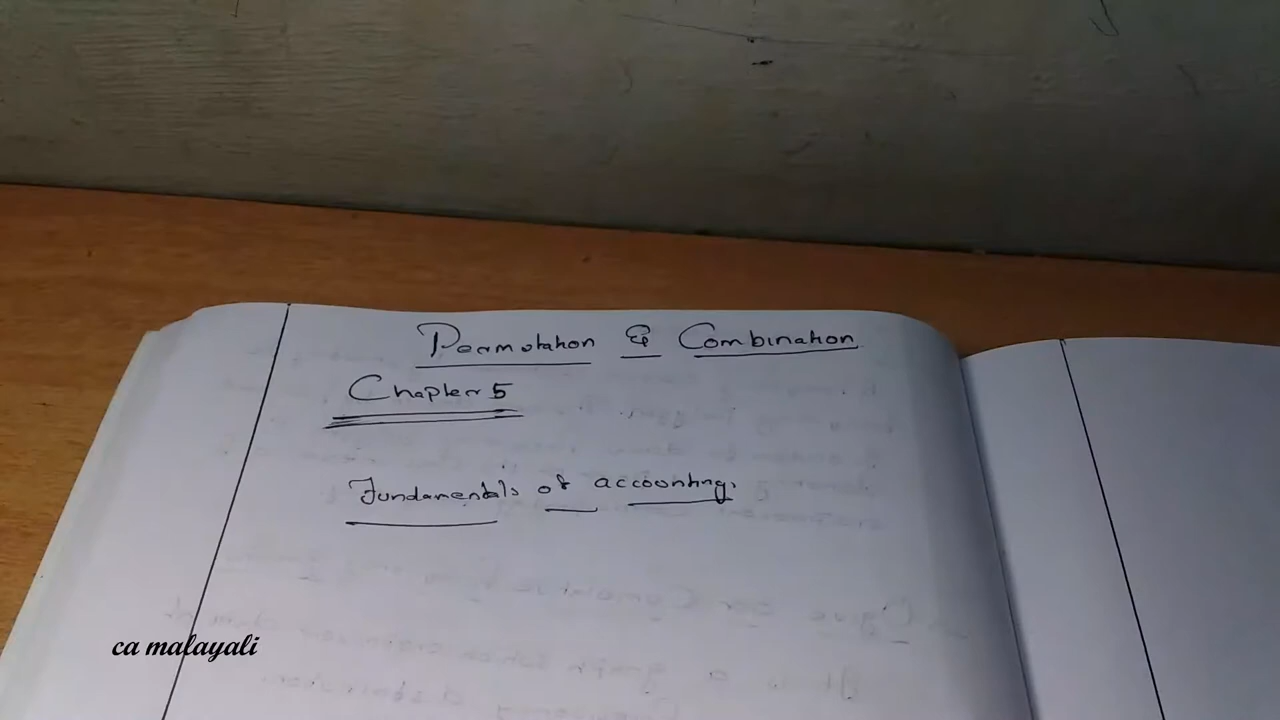 Permutation & Combination
Chapter 5
Fundamentals of accounting.
ca malayali